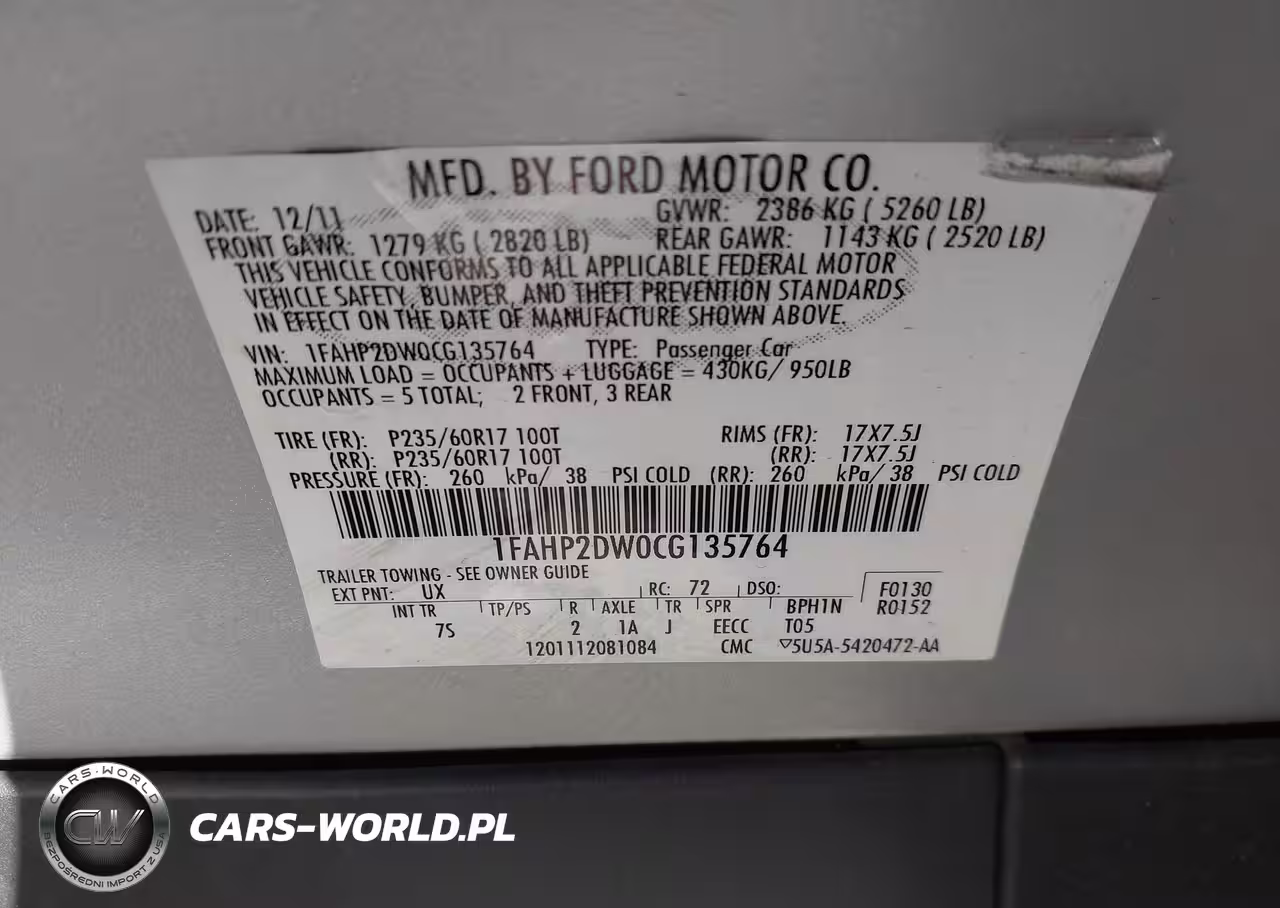 MFD. BY FORD MOTOR CO.
DATE: 12/11 GVWR: 2386 KG ( 5260 LB)
FRONT GAWR: 1279 KG ( 2820 LB) REAR GAWR: 1143 KG ( 2520 LB)
THIS VEHICLE CONFORMS TO ALL APPLICABLE FEDERAL MOTOR
VEHICLE SAFETY, BUMPER, AND THEFT PREVENTION STANDARDS
IN EFFECT ON THE DATE OF MANUFACTURE SHOWN ABOVE.
VIN: 1FAHP2DW0CG135764 TYPE: Passenger Car
MAXIMUM LOAD = OCCUPANTS + LUGGAGE = 430KG/ 950LB
OCCUPANTS = 5 TOTAL; 2 FRONT, 3 REAR
TIRE (FR): P235/60R17 100T RIMS (FR): 17X7.5J
(RR): P235/60R17 100T (RR): 17X7.5J
PRESSURE (FR): 260 kPa/ 38 PSI COLD (RR): 260 kPa/ 38 PSI COLD
1FAHP2DW0CG135764
TRAILER TOWING - SEE OWNER GUIDE
EXT PNT: UX RC: 72 DSO: F0130
INT TR TP/PS R AXLE TR SPR BPH1N R0152
7S 2 1A J EECC T05
1201112081084 CMC ▽5U5A-5420472-AA
CARS-WORLD
CW
BEZPOŚREDNI IMPORT Z USA
CARS-WORLD.PL